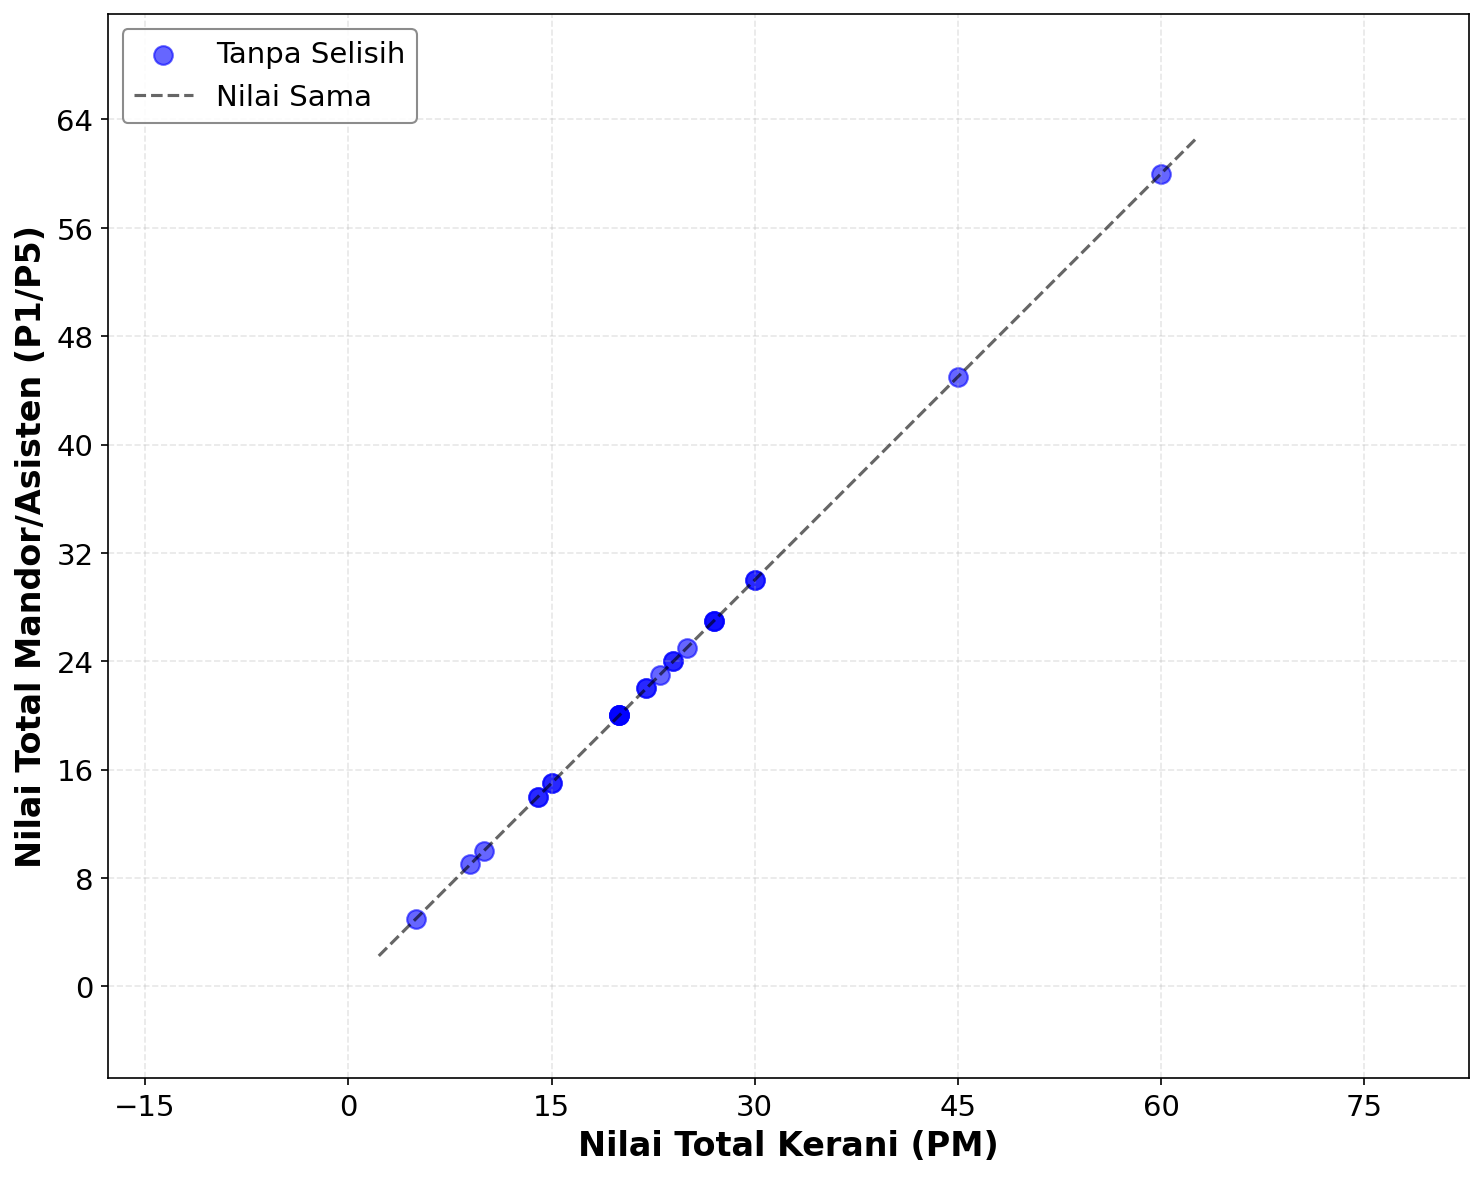 Tanpa Selisih
Nilai Sama
64
56
48
40
32
24
16
8
0
Nilai Total Mandor/Asisten (P1/P5)
−15 0 15 30 45 60 75
Nilai Total Kerani (PM)